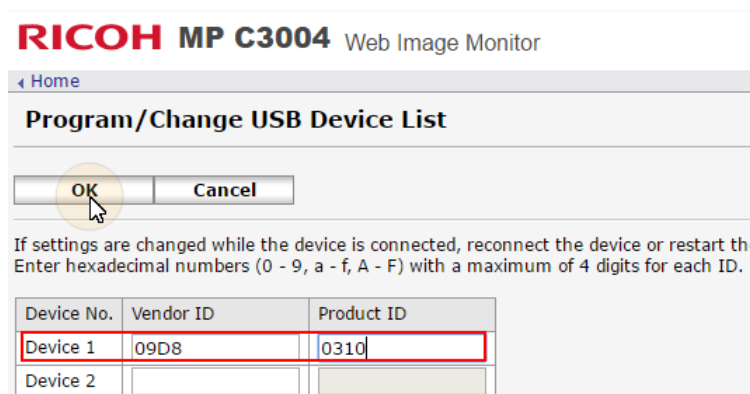 RICOH MP C3004 Web Image Monitor
Home
Program/Change USB Device List
OK Cancel
If settings are changed while the device is connected, reconnect the device or restart the
Enter hexadecimal numbers (0 - 9, a - f, A - F) with a maximum of 4 digits for each ID.
Device No. Vendor ID Product ID
Device 1 09D8 0310
Device 2